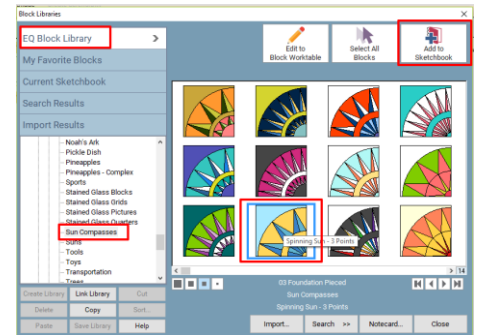 Block Libraries
EQ Block Library
My Favorite Blocks
Current Sketchbook
Search Results
Import Results
Noah's Ark
Pickle Dish
Pineapples
Pineapples - Complex
Sports
Stained Glass Blocks
Stained Glass Grids
Stained Glass Pictures
Stained Glass Quarters
Sun Compasses
Suns
Tools
Toys
Transportation
Trees
Create Library Link Library Cut
Delete Copy Sort...
Paste Save Library Help
Edit to
Block Worktable
Select All
Blocks
Add to
Sketchbook
Spinning Sun - 3 Points
14
03 Foundation Pieced
Sun Compasses
Spinning Sun - 3 Points
Import... Search >> Notecard... Close